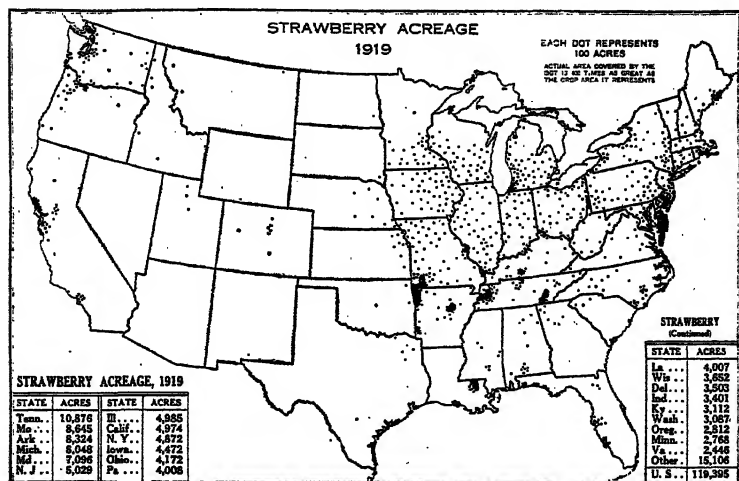 STRAWBERRY ACREAGE
1919
EACH DOT REPRESENTS
100 ACRES
ACTUAL AREA COVERED BY THE
DOT IS TIMES AS GREAT AS
THE CROP AREA IT REPRESENTS
STRAWBERRY ACREAGE, 1919
STATE ACRES STATE ACRES
Tenn.. 10,876 Ill.... 4,985
Mo ... 8,645 Calif.. 4,974
Ark .. 8,324 N. Y.. 4,872
Mich.. 8,048 Iowa.. 4,472
Md ... 7,096 Ohio.. 4,172
N. J .. 5,029 Pa ... 4,008
STRAWBERRY
(Continued)
STATE ACRES
La ... 4,007
Wis .. 3,652
Del... 3,503
Ind... 3,401
Ky ... 3,112
Wash. 3,087
Oreg.. 2,812
Minn. 2,768
Va ... 2,446
Other. 15,106
U. S.. 119,395